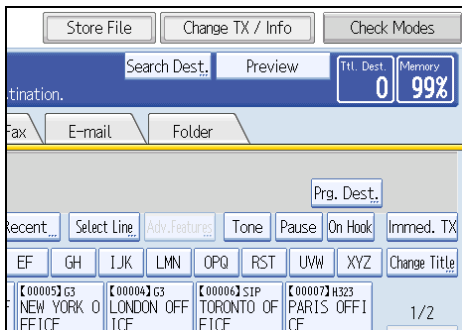 Store File Change TX / Info Check Modes
Search Dest. Preview Ttl. Dest. Memory
tination. 0 99%
Fax E-mail Folder
Prg. Dest.
Recent Select Line Adv.Features Tone Pause On Hook Immed. TX
EF GH IJK LMN OPQ RST UVW XYZ Change Title
【00005】G3 【00004】G3 【00006】SIP 【00007】H323
NEW YORK O LONDON OFF TORONTO OF PARIS OFFI 1/2
FFICE ICE FICE CE